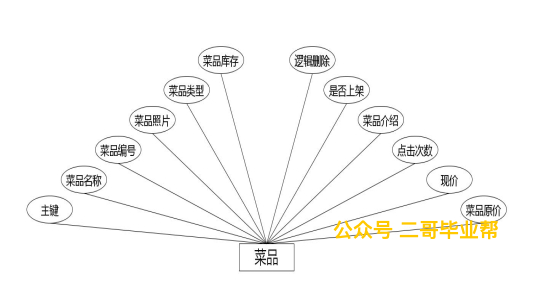 菜品库存 逻辑删除
菜品类型 是否上架
菜品照片 菜品介绍
菜品编号 点击次数
菜品名称 现价
主键 菜品原价
公众号 二哥毕业帮
菜品